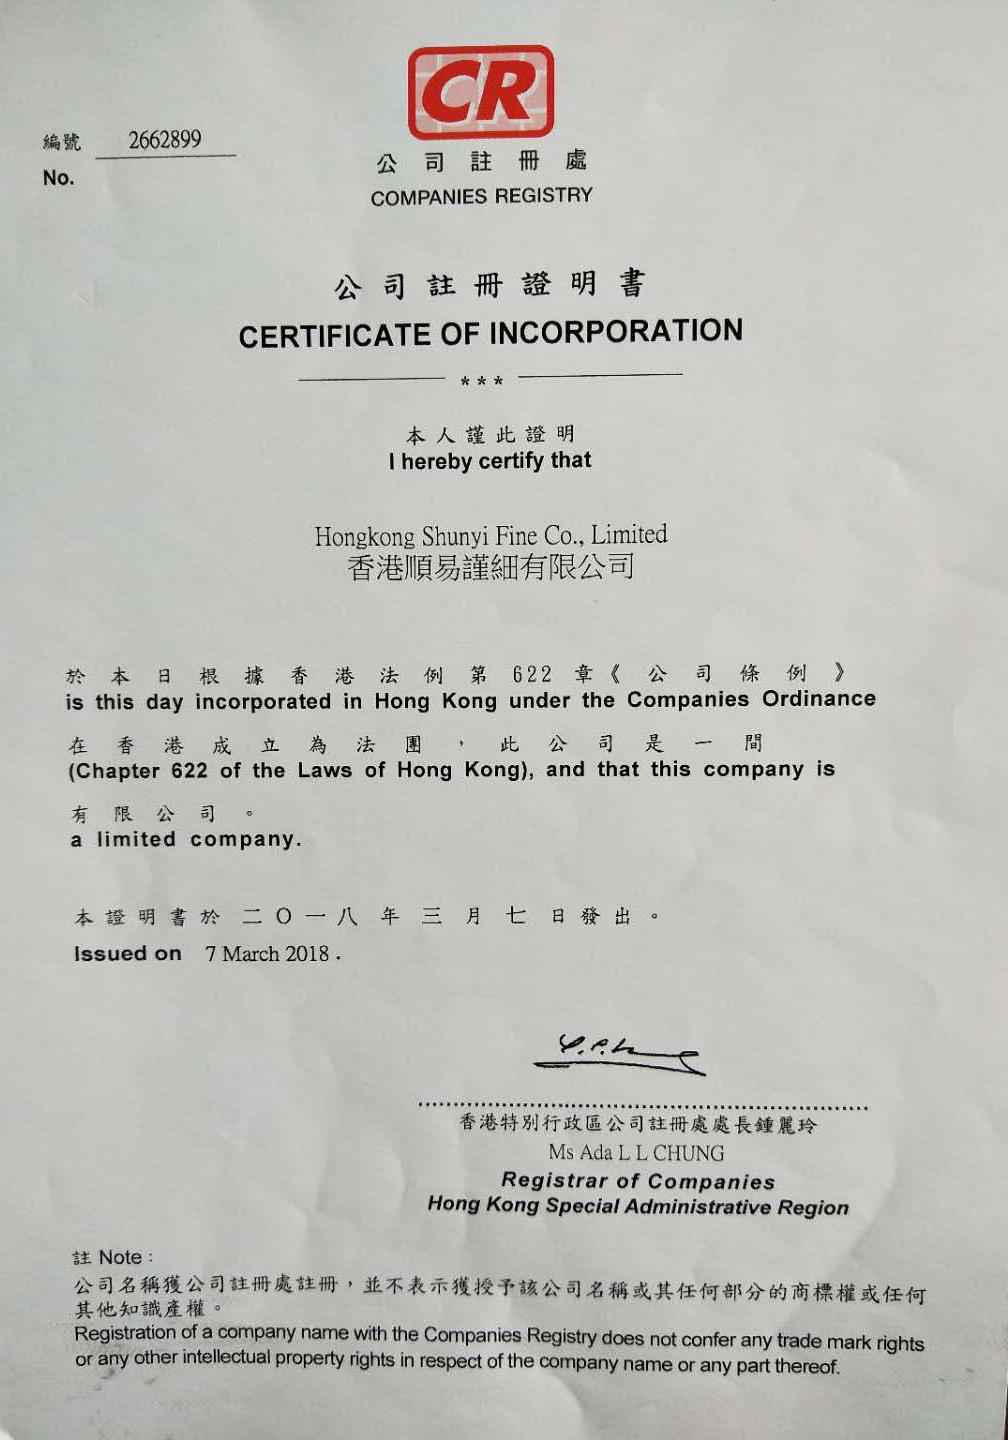 CR
編號 2662899
No.
公司註冊處
COMPANIES REGISTRY
公司註冊證明書
CERTIFICATE OF INCORPORATION
***
本人謹此證明
I hereby certify that
Hongkong Shunyi Fine Co., Limited
香港順易謹細有限公司
於本日根據香港法例第622章《公司條例》
is this day incorporated in Hong Kong under the Companies Ordinance
在香港成立為法團，此公司是一間
(Chapter 622 of the Laws of Hong Kong), and that this company is
有限公司。
a limited company.
本證明書於二〇一八年三月七日發出。
Issued on 7 March 2018 .
香港特別行政區公司註冊處處長鍾麗玲
Ms Ada L L CHUNG
Registrar of Companies
Hong Kong Special Administrative Region
註 Note :
公司名稱獲公司註冊處註冊，並不表示獲授予該公司名稱或其任何部分的商標權或任何
其他知識產權。
Registration of a company name with the Companies Registry does not confer any trade mark rights
or any other intellectual property rights in respect of the company name or any part thereof.